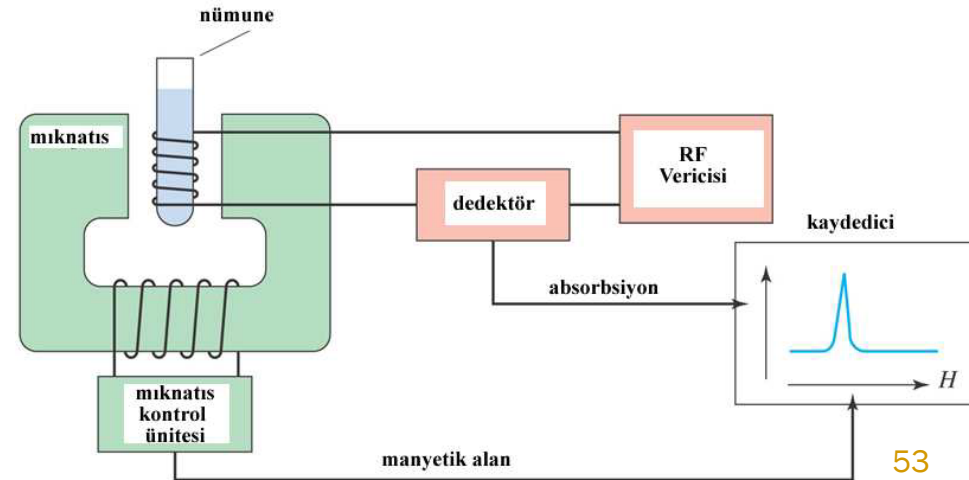 nümune
mıknatıs
RF
Vericisi
dedektör
kaydedici
absorbsiyon
H
mıknatıs
kontrol
ünitesi
manyetik alan
53